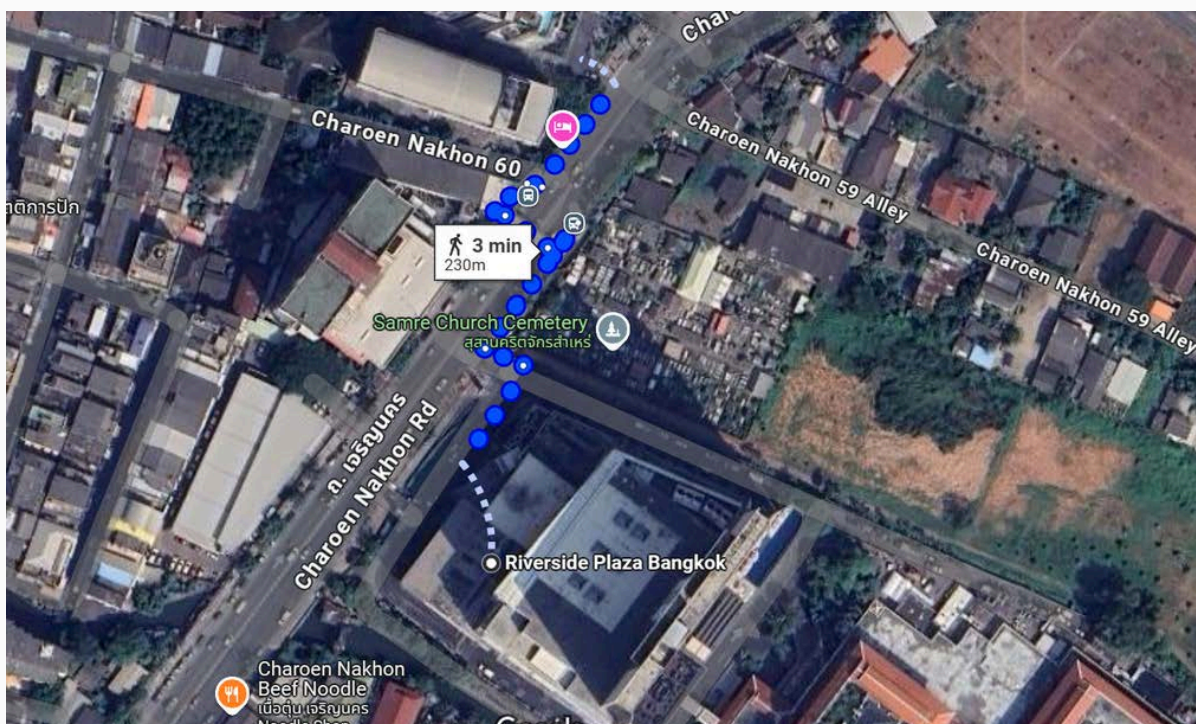 Charoen Nakhon 60
Charoen Nakhon 59 Alley
Charoen Nakhon 59 Alley
3 min
230m
Samre Church Cemetery
สุสานคริตจักรสำเหร่
ถ. เจริญนคร
Charoen Nakhon Rd
Riverside Plaza Bangkok
Charoen Nakhon
Beef Noodle
เนื้อตุ๋น เจริญนคร